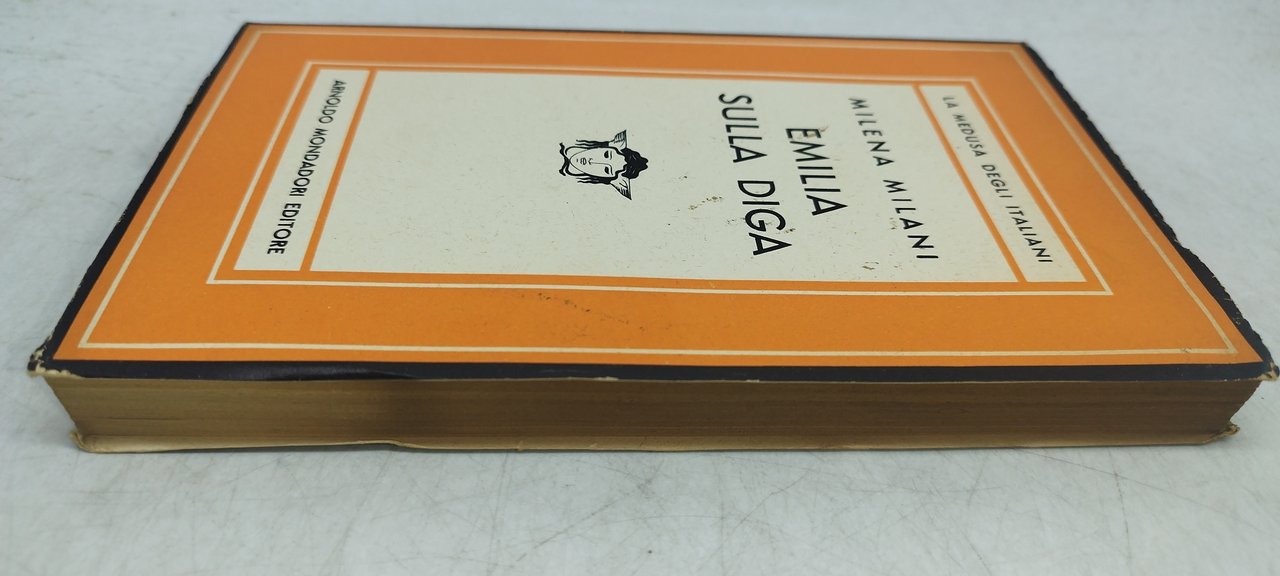 LA MEDUSA DEGLI ITALIANI
MILENA MILANI
EMILIA
SULLA DIGA
ARNOLDO MONDADORI EDITORE